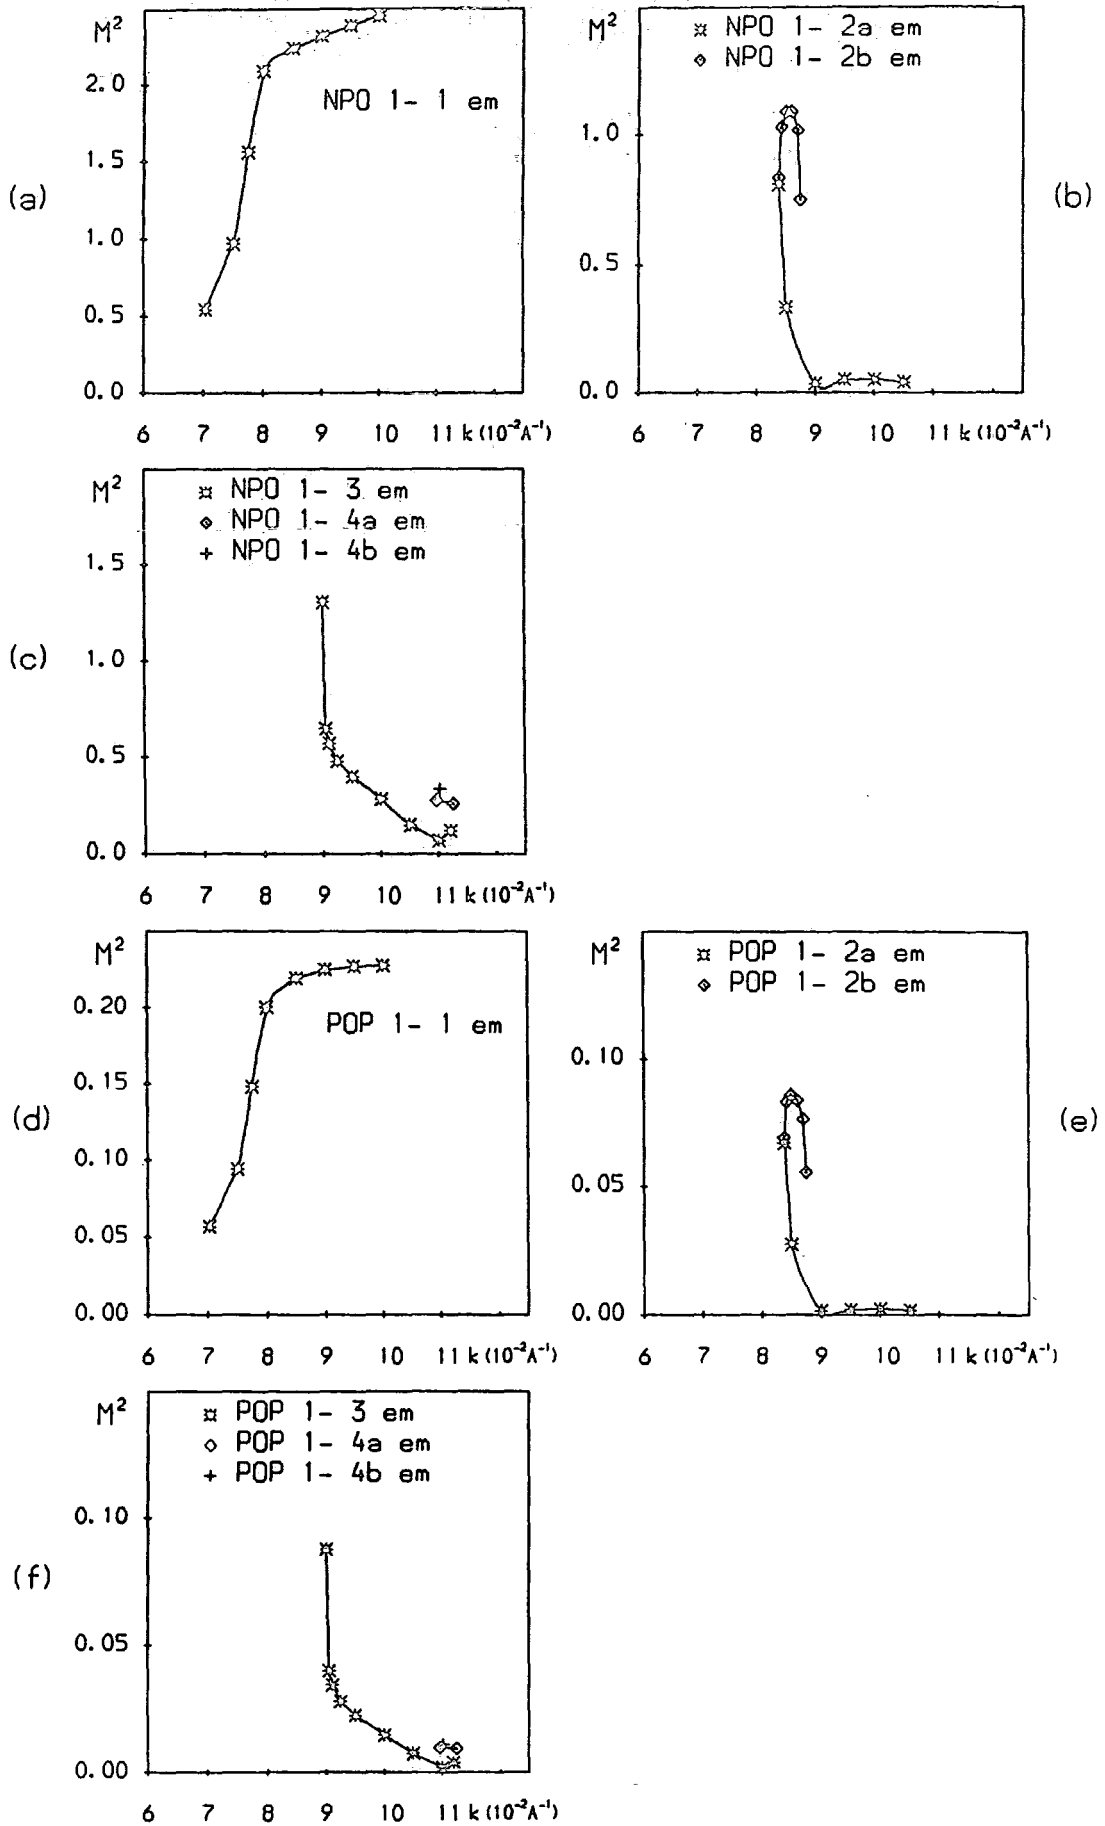 (a)
M²
2.0
1.5
1.0
0.5
0.0
NPO 1- 1 em
6 7 8 9 10 11 k (10⁻²A⁻¹)
(b)
M²
NPO 1- 2a em
NPO 1- 2b em
1.0
0.5
0.0
6 7 8 9 10 11 k (10⁻²A⁻¹)
(c)
M²
NPO 1- 3 em
NPO 1- 4a em
NPO 1- 4b em
1.5
1.0
0.5
0.0
6 7 8 9 10 11 k (10⁻²A⁻¹)
(d)
M²
0.20
0.15
0.10
0.05
0.00
POP 1- 1 em
6 7 8 9 10 11 k (10⁻²A⁻¹)
(e)
M²
POP 1- 2a em
POP 1- 2b em
0.10
0.05
0.00
6 7 8 9 10 11 k (10⁻²A⁻¹)
(f)
M²
POP 1- 3 em
POP 1- 4a em
POP 1- 4b em
0.10
0.05
0.00
6 7 8 9 10 11 k (10⁻²A⁻¹)